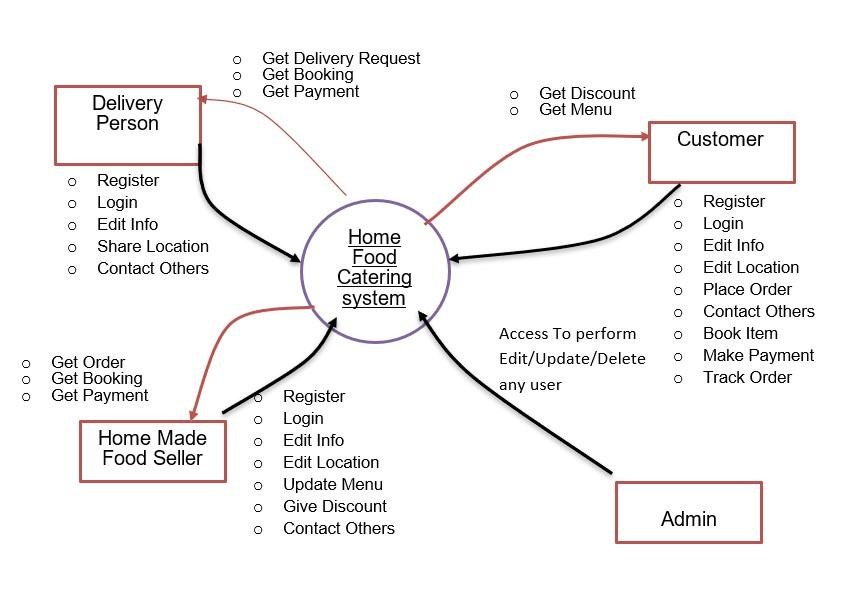 Get Delivery Request
Get Booking
Get Payment
Delivery
Person
Register
Login
Edit Info
Share Location
Contact Others
Get Discount
Get Menu
Customer
Register
Login
Edit Info
Edit Location
Place Order
Contact Others
Book Item
Make Payment
Track Order
Home
Food
Catering
system
Access To perform
Edit/Update/Delete
any user
Get Order
Get Booking
Get Payment
Home Made
Food Seller
Register
Login
Edit Info
Edit Location
Update Menu
Give Discount
Contact Others
Admin